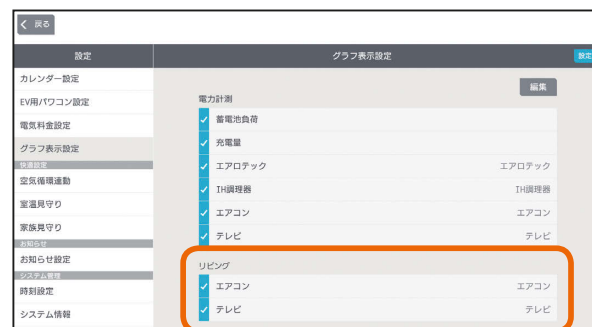 戻る
設定
グラフ表示設定
設定
カレンダー設定
EV用パワコン設定
電気料金設定
グラフ表示設定
快適設定
空気循環連動
室温見守り
家族見守り
お知らせ
お知らせ設定
システム管理
時刻設定
システム情報
編集
電力計測
蓄電池負荷
充電量
エアロテック エアロテック
IH調理器 IH調理器
エアコン エアコン
テレビ テレビ
リビング
エアコン エアコン
テレビ テレビ